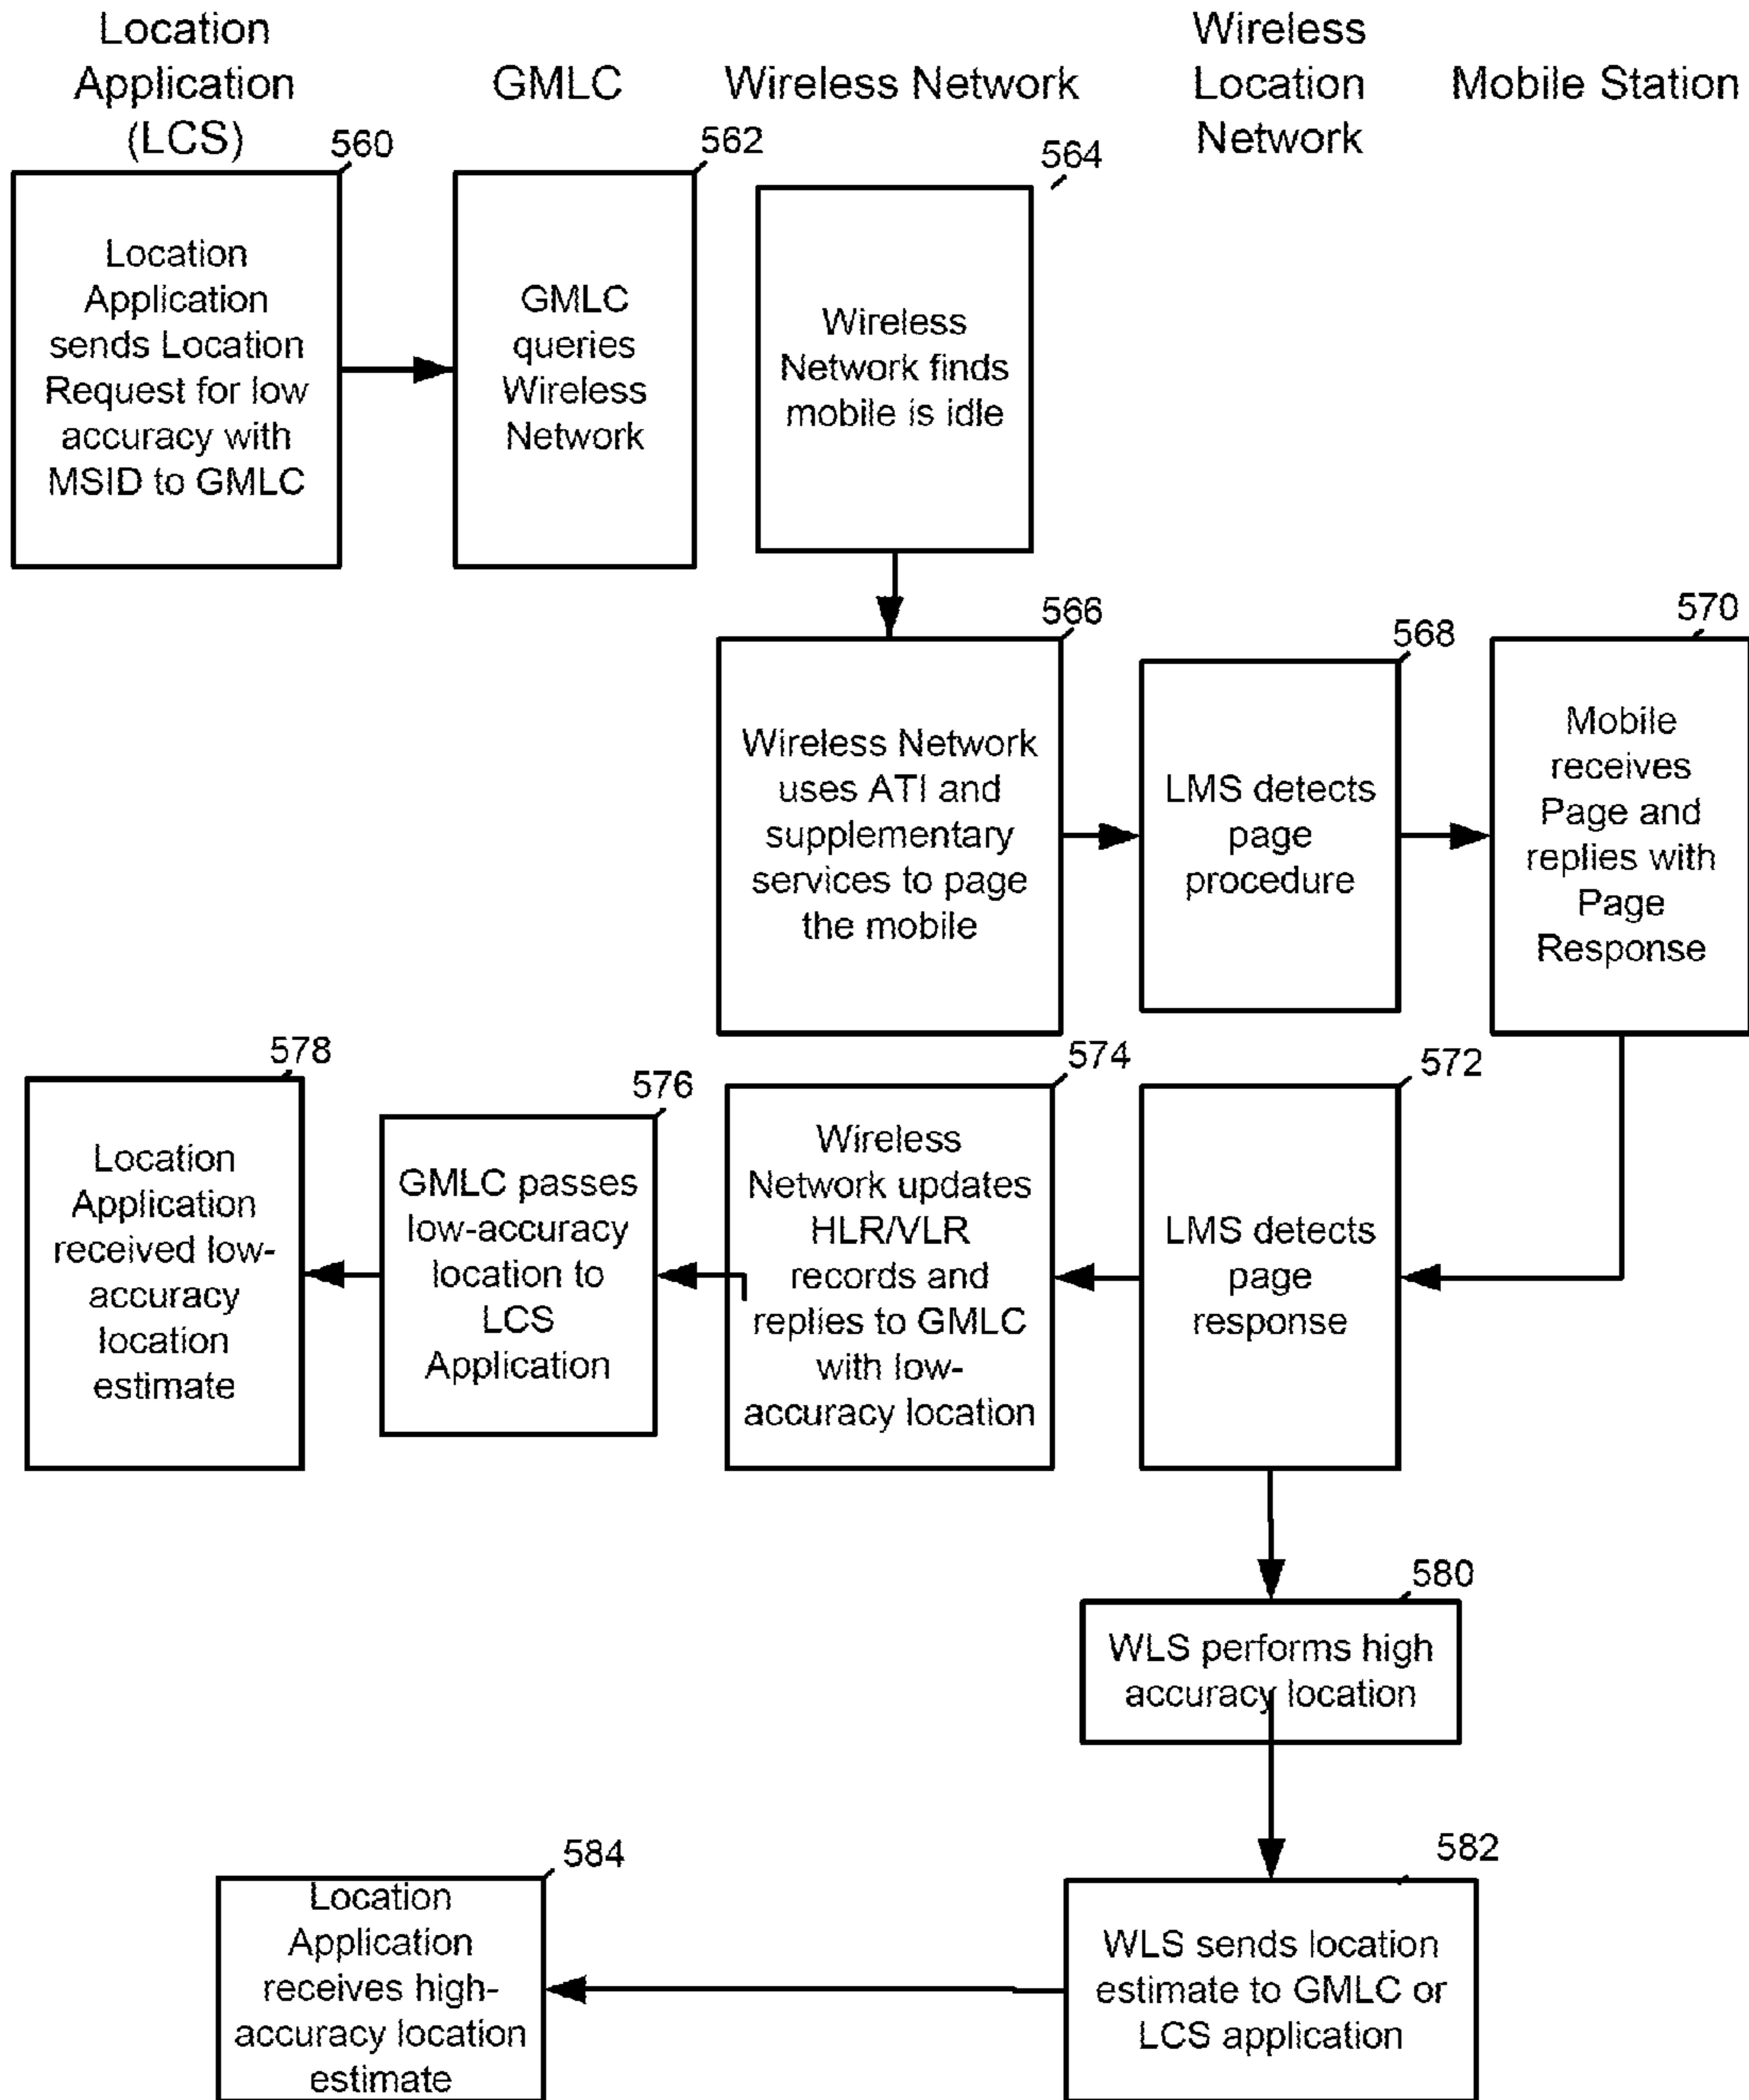 Location
Application
(LCS)
GMLC
Wireless Network
Wireless
Location
Network
Mobile Station
560
Location
Application
sends Location
Request for low
accuracy with
MSID to GMLC
562
GMLC
queries
Wireless
Network
564
Wireless
Network finds
mobile is idle
566
Wireless Network
uses ATI and
supplementary
services to page
the mobile
568
LMS detects
page
procedure
570
Mobile
receives
Page and
replies with
Page
Response
572
LMS detects
page
response
574
Wireless
Network updates
HLR/VLR
records and
replies to GMLC
with low-
accuracy location
576
GMLC passes
low-accuracy
location to
LCS
Application
578
Location
Application
received low-
accuracy
location
estimate
580
WLS performs high
accuracy location
582
WLS sends location
estimate to GMLC or
LCS application
584
Location
Application
receives high-
accuracy location
estimate